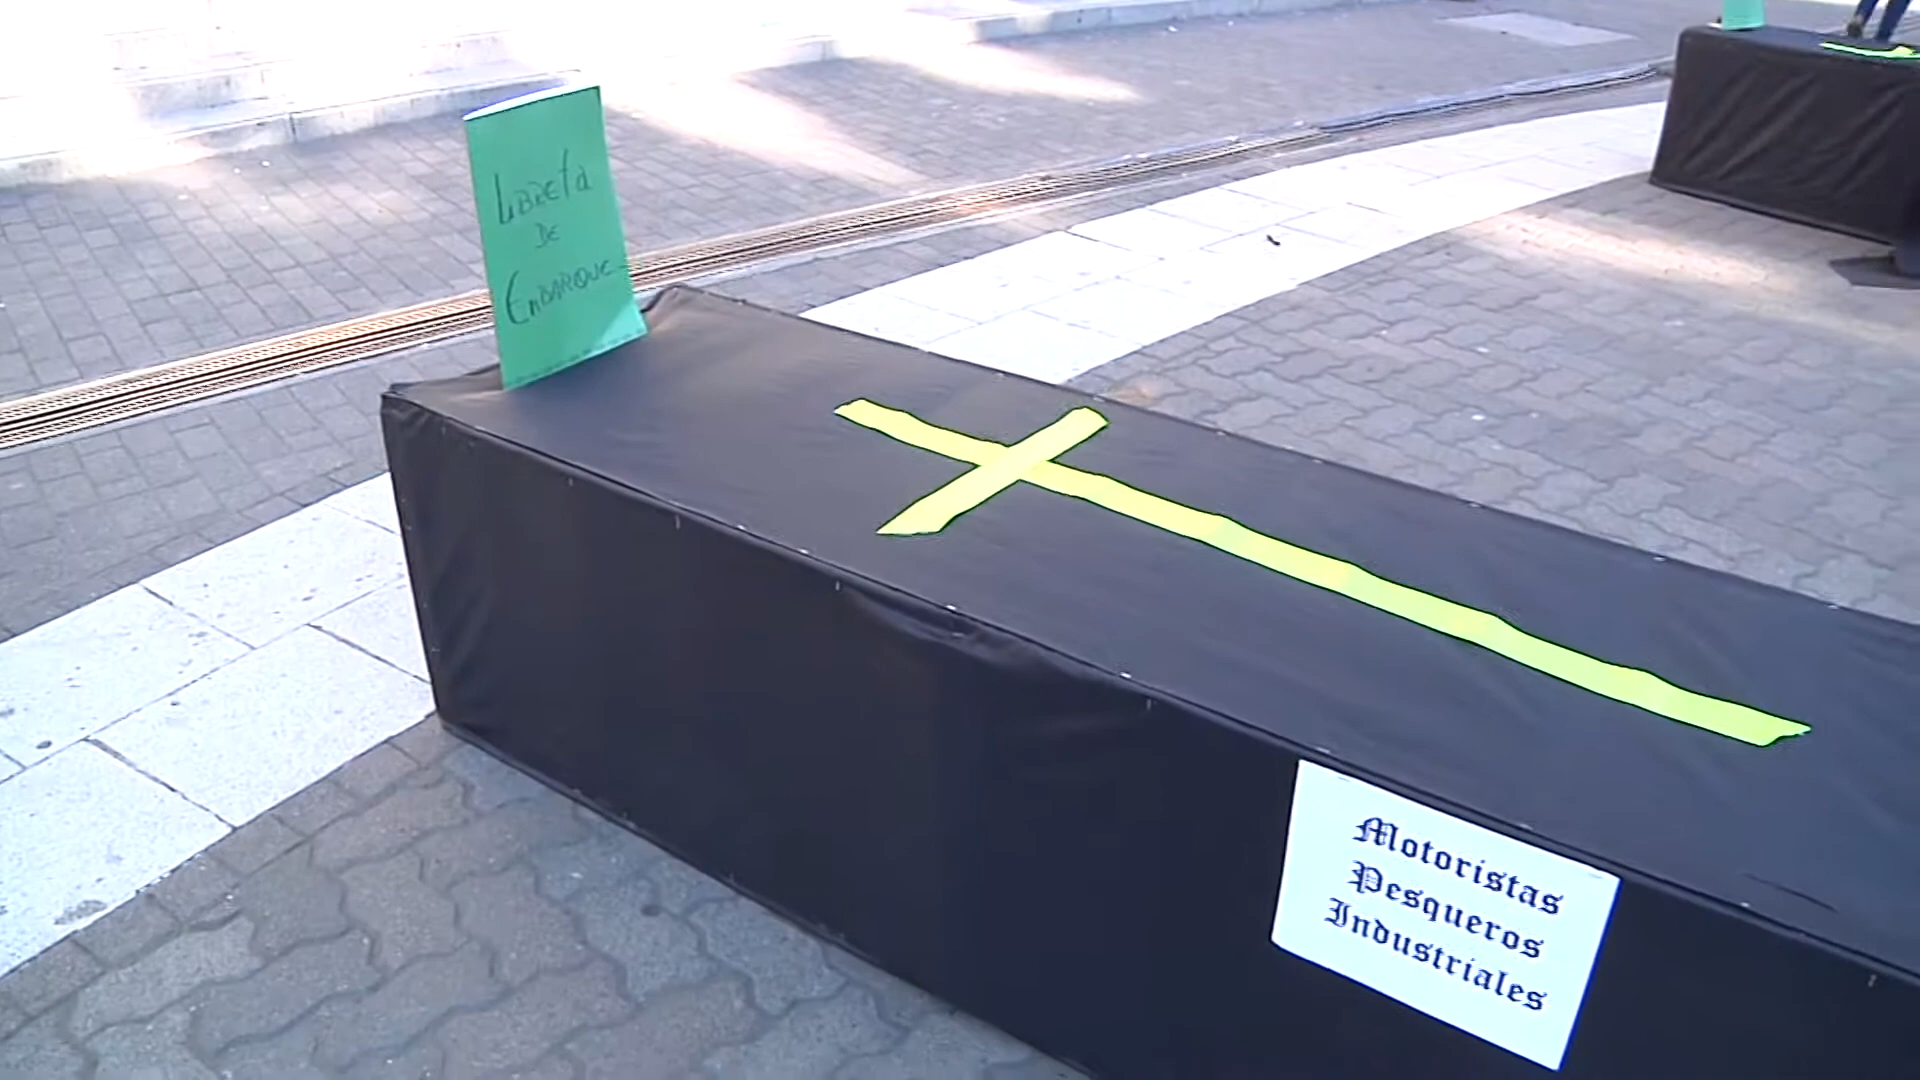 LIBRETA
DE
EMBARQUE
Motoristas
Pesqueros
Industriales